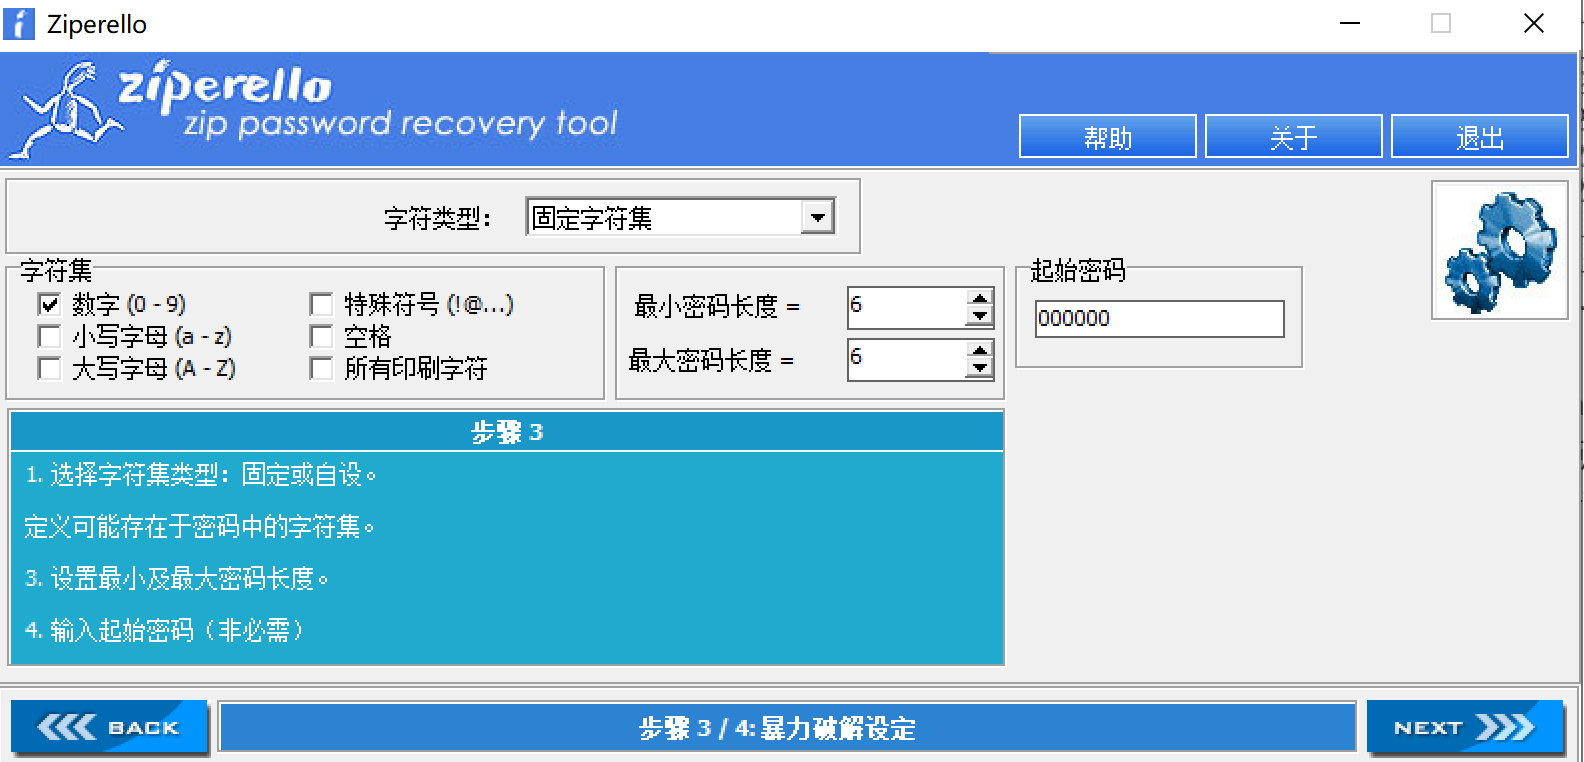 Ziperello
ziperello
zip password recovery tool
帮助
关于
退出
字符类型：
固定字符集
字符集
数字 (0 - 9)
特殊符号 (!@...)
小写字母 (a - z)
空格
大写字母 (A - Z)
所有印刷字符
最小密码长度 =
6
最大密码长度 =
6
起始密码
000000
步骤 3
1. 选择字符集类型：固定或自设。
定义可能存在于密码中的字符集。
3. 设置最小及最大密码长度。
4. 输入起始密码（非必需）
BACK
步骤 3 / 4: 暴力破解设定
NEXT